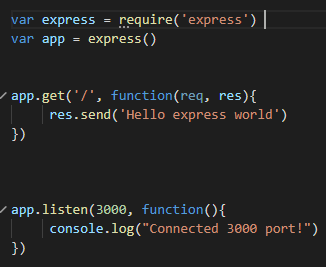 var express = require('express')
var app = express()
app.get('/', function(req, res){
res.send('Hello express world')
})
app.listen(3000, function(){
console.log("Connected 3000 port!")
})